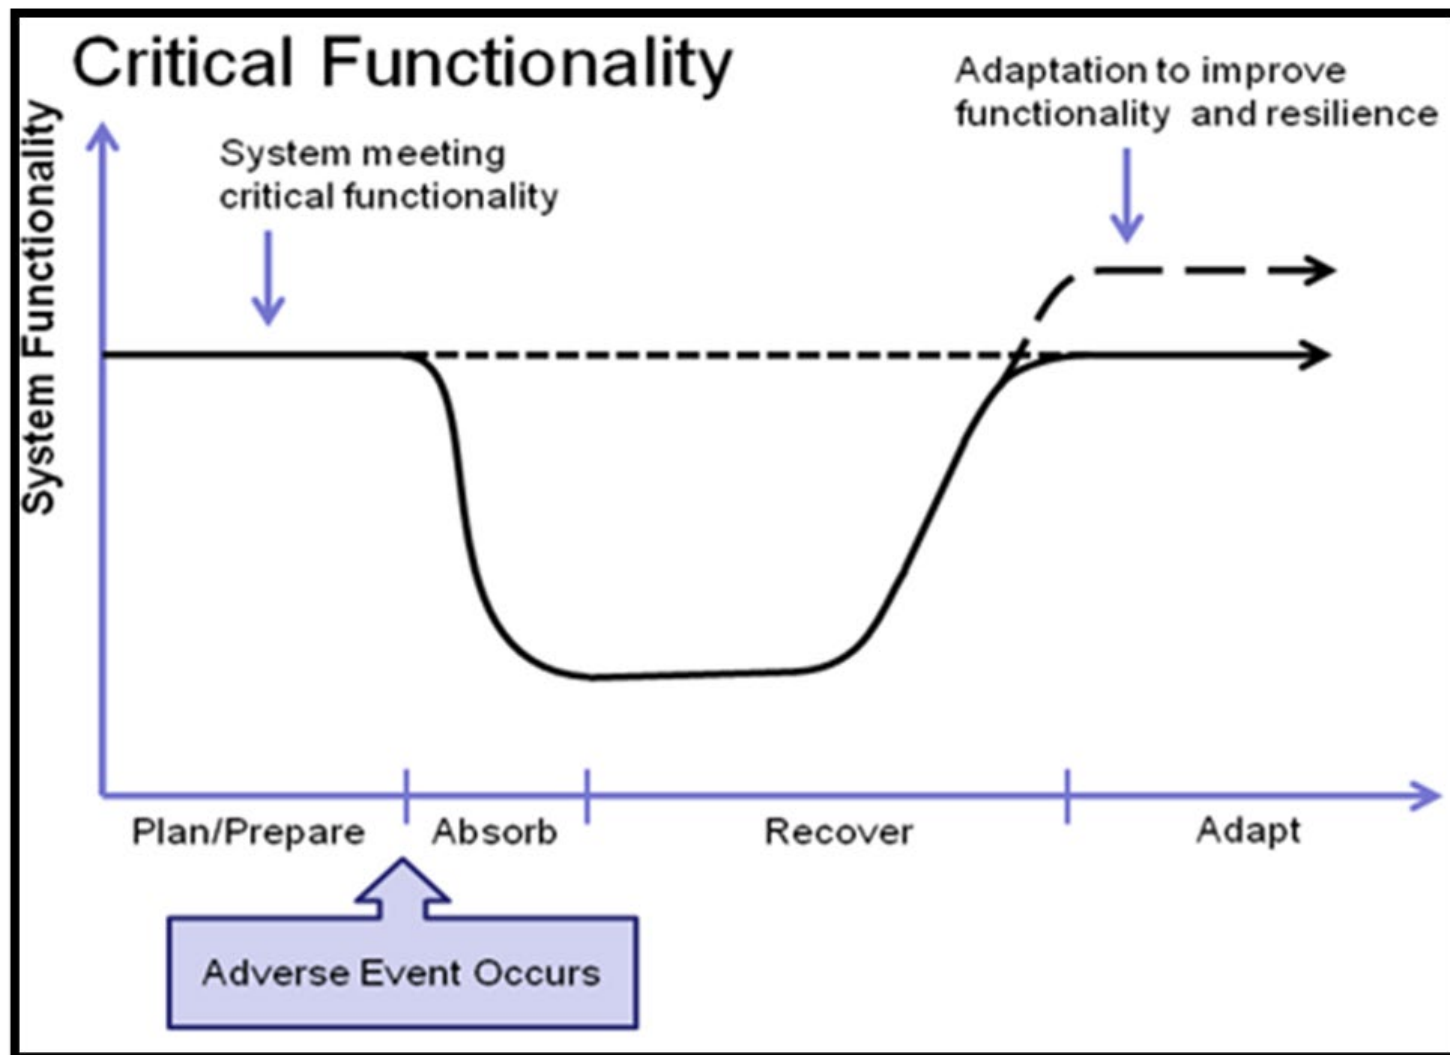 Critical Functionality
System Functionality
System meeting
critical functionality
Adaptation to improve
functionality and resilience
Plan/Prepare
Absorb
Recover
Adapt
Adverse Event Occurs